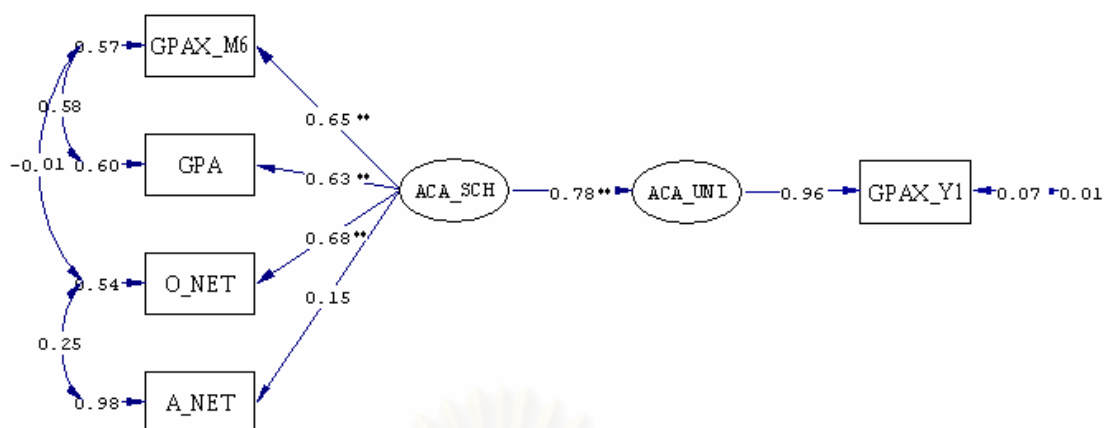 0.57 GPAX_M6
0.58
0.65 **
-0.01 0.60 GPA
0.63 ** ACA_SCH 0.78 ** ACA_UNI 0.96 GPAX_Y1 0.07 0.01
0.68 **
0.54 O_NET
0.15
0.25
0.98 A_NET